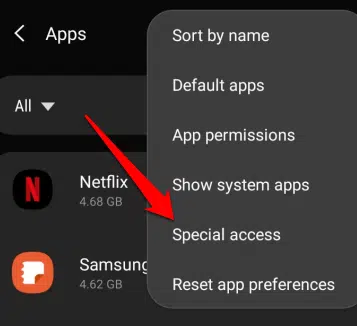 Apps
All
Netflix
4.68 GB
Samsung
4.62 GB
Sort by name
Default apps
App permissions
Show system apps
Special access
Reset app preferences